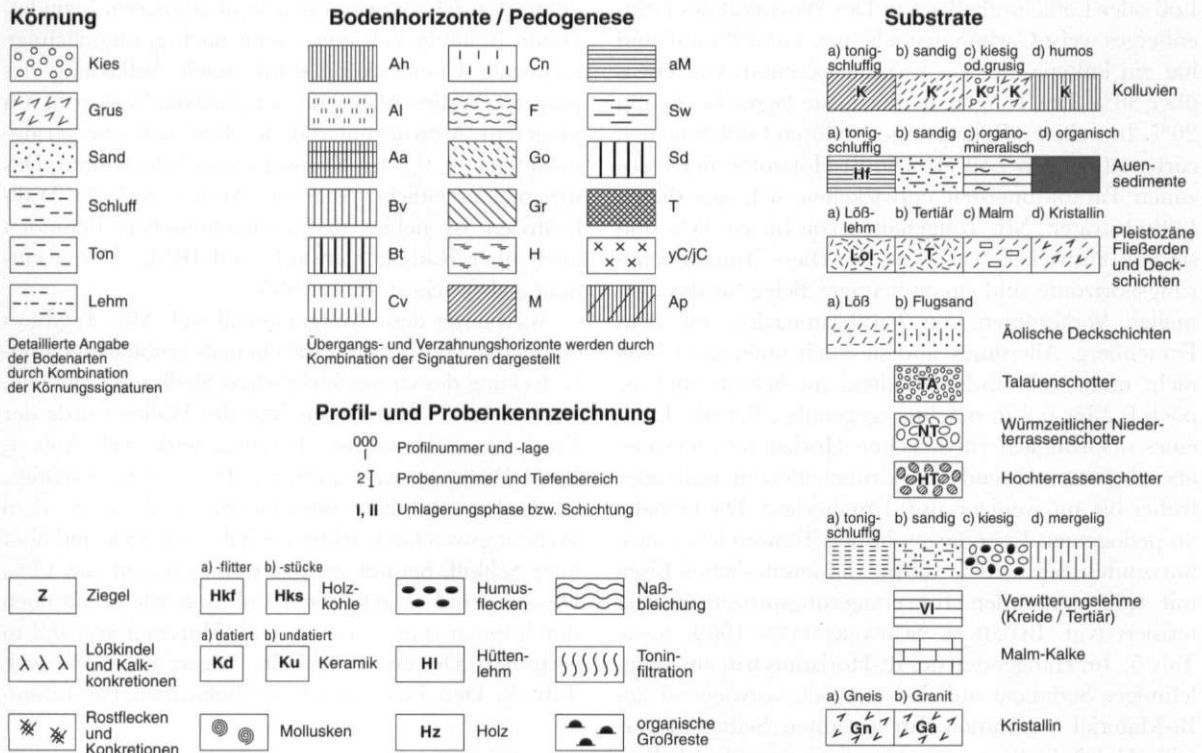 Körnung
Kies
Grus
Sand
Schluff
Ton
Lehm
Detaillierte Angabe
der Bodenarten
durch Kombination
der Körnungssignaturen
Bodenhorizonte / Pedogenese
Ah
Al
Aa
Bv
Bt
Cv
Cn
F
Go
Gr
H
M
aM
Sw
Sd
T
yC/jC
Ap
Übergangs- und Verzahnungshorizonte werden durch
Kombination der Signaturen dargestellt
Profil- und Probenkennzeichnung
000 Profilnummer und -lage
2 Probennummer und Tiefenbereich
I, II Umlagerungsphase bzw. Schichtung
Z Ziegel
a) -flitter b) -stücke
Hkf Hks Holz-
kohle
Humus-
flecken
Naß-
bleichung
Lößkindel
und Kalk-
konkretionen
a) datiert b) undatiert
Kd Ku Keramik
Hl Hütten-
lehm
Tonin-
filtration
Rostflecken
und
Konkretionen
Mollusken
Hz Holz
organische
Großreste
Substrate
a) tonig- b) sandig c) kiesig d) humos
schluffig od.grusig
K K K K K Kolluvien
a) tonig- b) sandig c) organo- d) organisch
schluffig mineralisch
Hf Auen-
sedimente
a) Löß- b) Tertiär c) Malm d) Kristallin
lehm
Lol T Pleistozäne
Fließerden
und Deck-
schichten
a) Löß b) Flugsand
Äolische Deck-
schichten
TA Talauenschotter
NT Würmzeitlicher Nieder-
terrassenschotter
HT Hochterrassenschotter
a) tonig- b) sandig c) kiesig d) mergelig
schluffig
Vl Verwitterungslehme
(Kreide / Tertiär)
Malm-Kalke
a) Gneis b) Granit
Gn Ga Kristallin